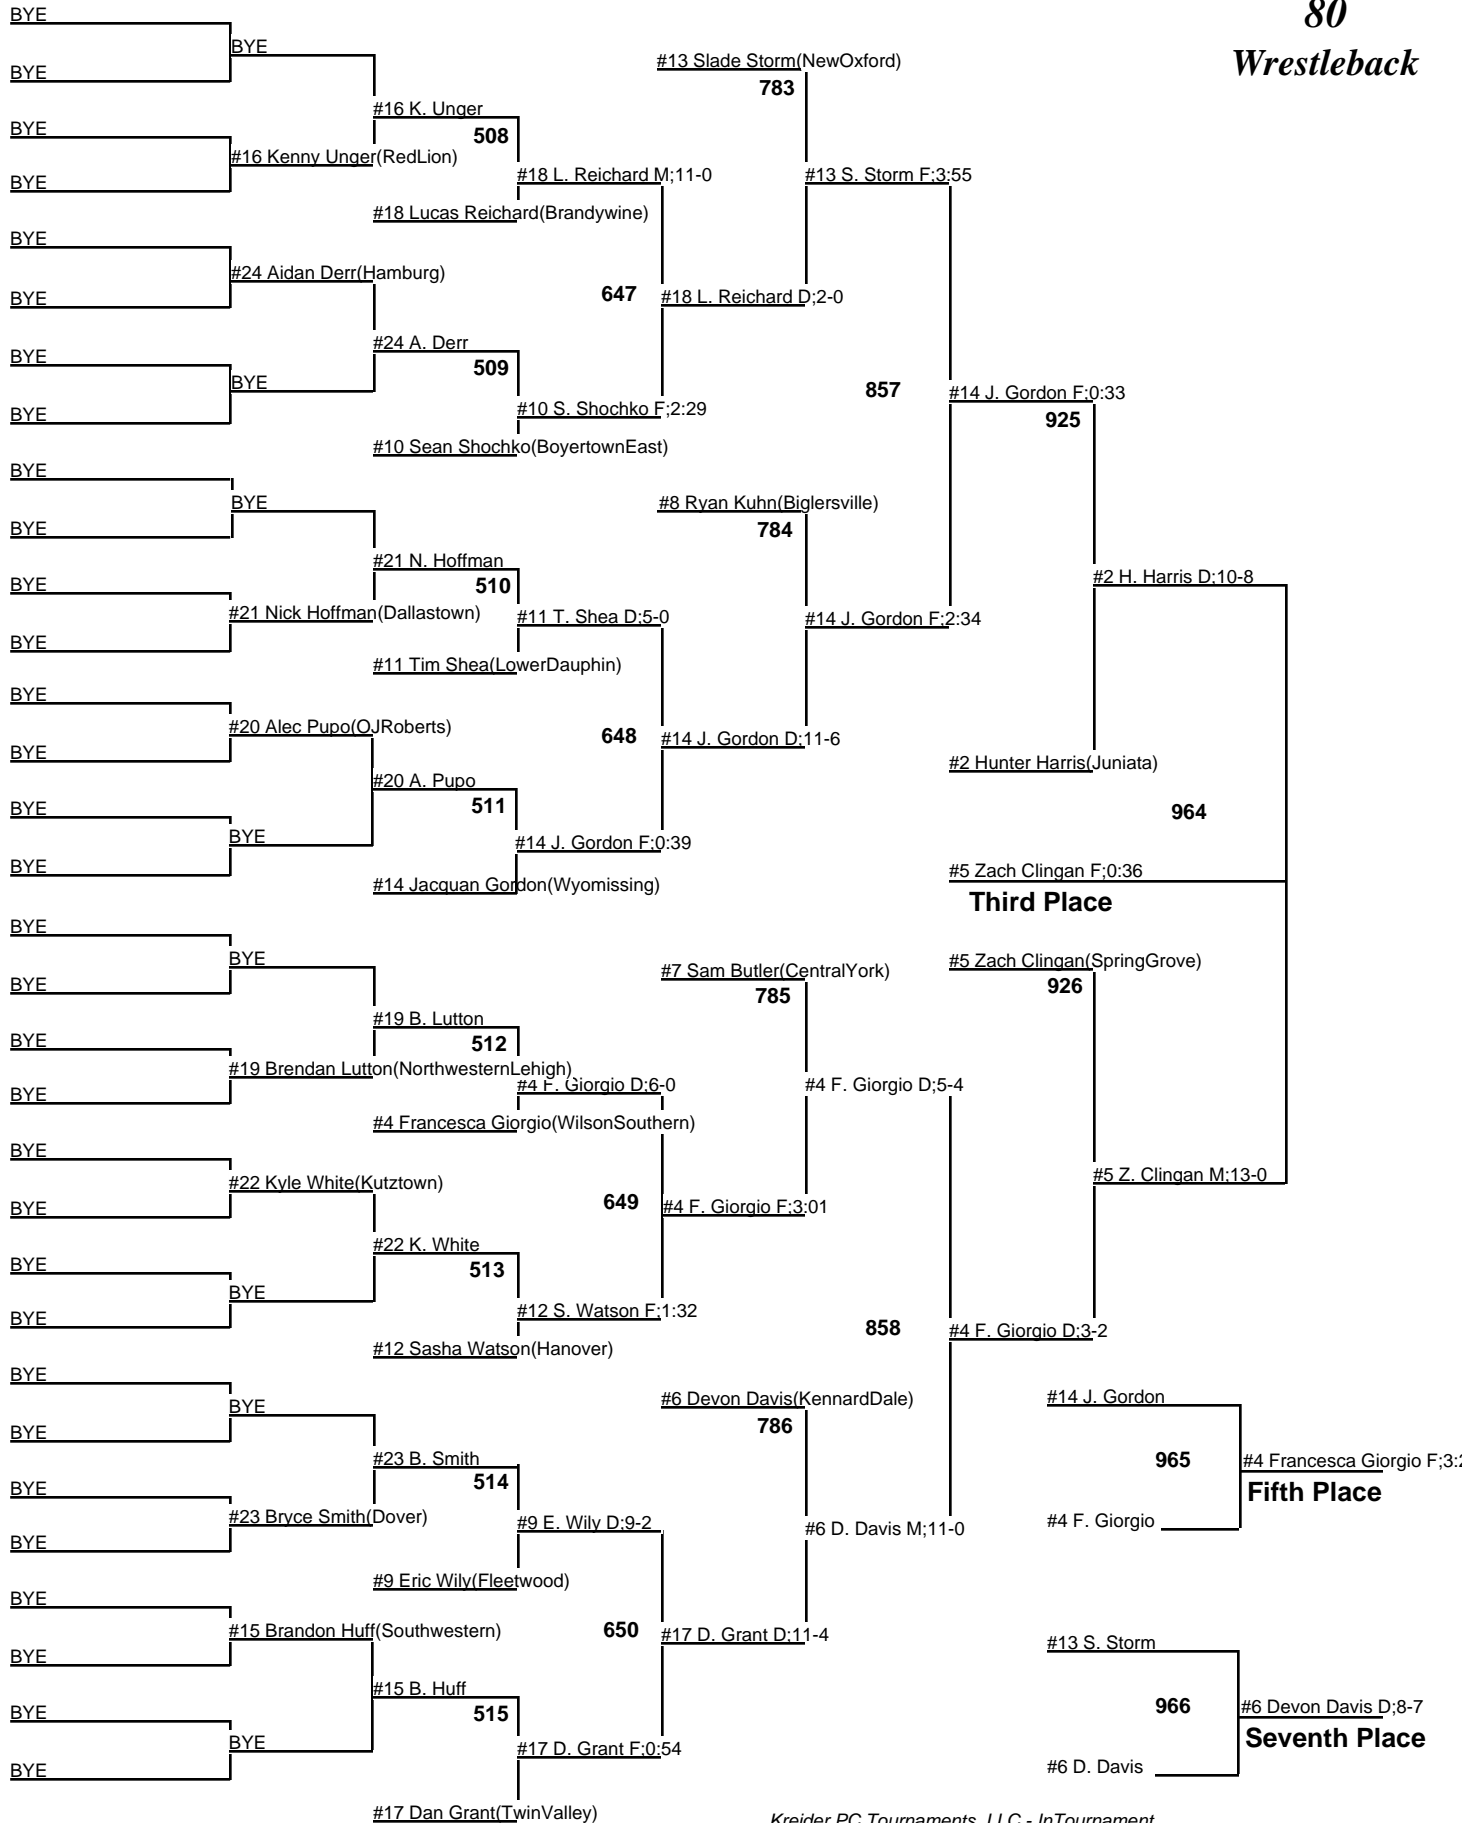 80
Wrestleback
BYE
BYE
BYE
#13 Slade Storm(NewOxford)
783
BYE
#16 K. Unger
508
BYE
#16 Kenny Unger(RedLion)
BYE
#18 L. Reichard M;11-0
#13 S. Storm F;3:55
#18 Lucas Reichard(Brandywine)
BYE
#24 Aidan Derr(Hamburg)
BYE
647
#18 L. Reichard D;2-0
#24 A. Derr
509
BYE
BYE
857
#14 J. Gordon F;0:33
925
BYE
#10 S. Shochko F;2:29
#10 Sean Shochko(BoyertownEast)
BYE
BYE
#8 Ryan Kuhn(Biglersville)
784
BYE
#21 N. Hoffman
510
BYE
#2 H. Harris D;10-8
#21 Nick Hoffman(Dallastown)
#11 T. Shea D;5-0
#14 J. Gordon F;2:34
BYE
#11 Tim Shea(LowerDauphin)
BYE
#20 Alec Pupo(OJRoberts)
648
#14 J. Gordon D;11-6
BYE
#2 Hunter Harris(Juniata)
#20 A. Pupo
511
964
BYE
BYE
#14 J. Gordon F;0:39
BYE
#5 Zach Clingan F;0:36
Third Place
#14 Jacquan Gordon(Wyomissing)
BYE
BYE
#7 Sam Butler(CentralYork)
#5 Zach Clingan(SpringGrove)
785
926
BYE
#19 B. Lutton
512
BYE
#19 Brendan Lutton(NorthwesternLehigh)
#4 F. Giorgio D;6-0
#4 F. Giorgio D;5-4
BYE
#4 Francesca Giorgio(WilsonSouthern)
BYE
#22 Kyle White(Kutztown)
#5 Z. Clingan M;13-0
BYE
649
#4 F. Giorgio F;3:01
#22 K. White
513
BYE
BYE
BYE
#12 S. Watson F;1:32
858
#4 F. Giorgio D;3-2
#12 Sasha Watson(Hanover)
BYE
BYE
#6 Devon Davis(KennardDale)
#14 J. Gordon
786
BYE
#23 B. Smith
514
965
#4 Francesca Giorgio F;3:
Fifth Place
BYE
#23 Bryce Smith(Dover)
#9 E. Wily D;9-2
#6 D. Davis M;11-0
#4 F. Giorgio
BYE
#9 Eric Wily(Fleetwood)
BYE
#15 Brandon Huff(Southwestern)
650
#17 D. Grant D;11-4
#13 S. Storm
BYE
#15 B. Huff
515
966
#6 Devon Davis D;8-7
Seventh Place
BYE
BYE
#17 D. Grant F;0:54
BYE
#6 D. Davis
#17 Dan Grant(TwinValley)
Kreider PC Tournaments, LLC - InTournament